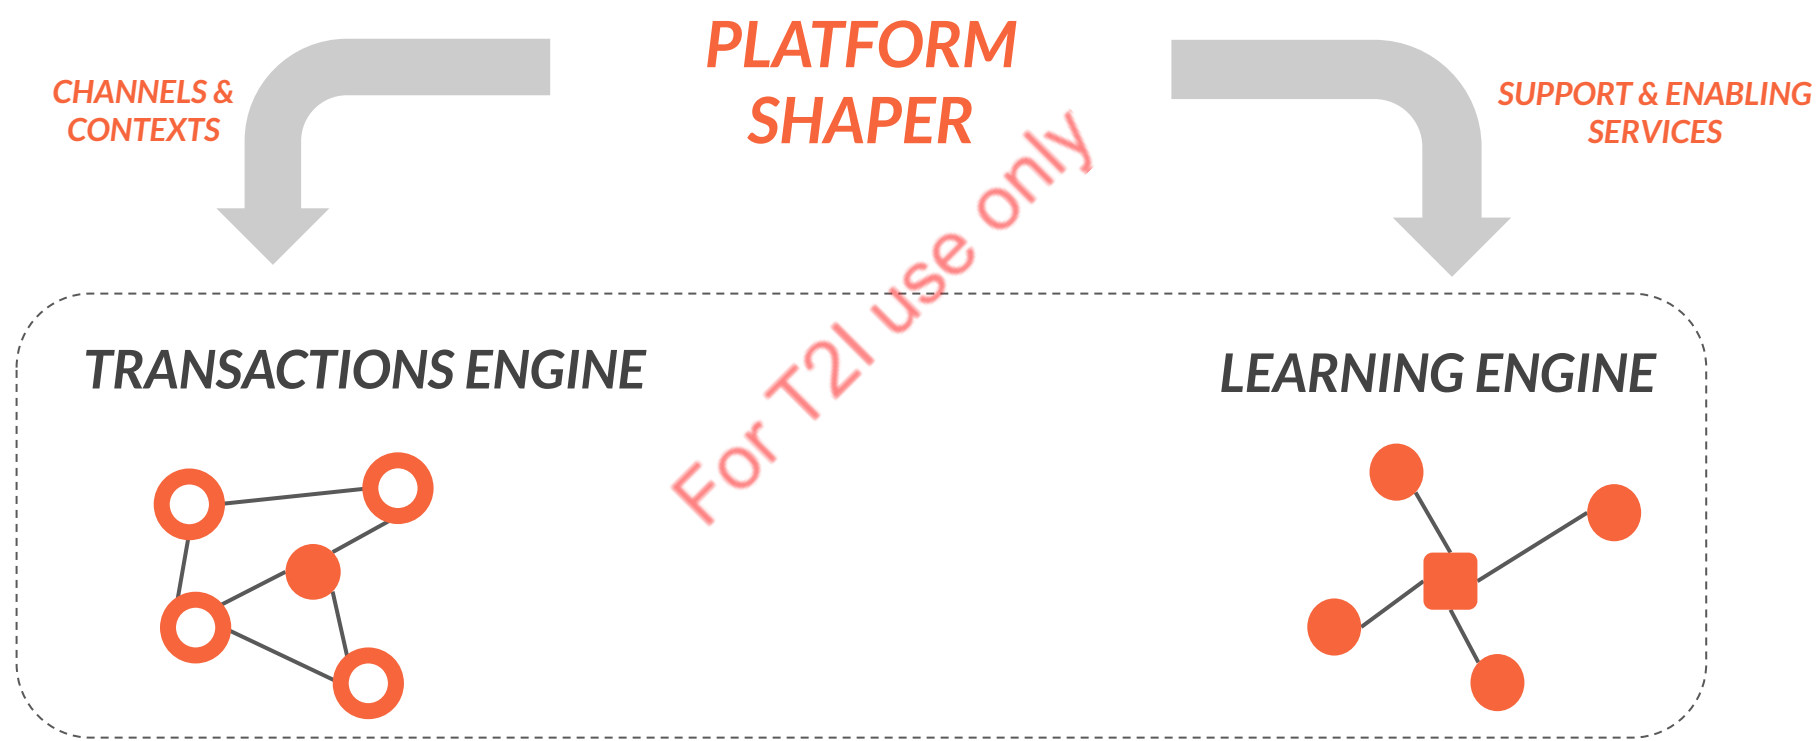 PLATFORM
SHAPER
CHANNELS &
CONTEXTS
SUPPORT & ENABLING
SERVICES
For T2I use only
TRANSACTIONS ENGINE
LEARNING ENGINE